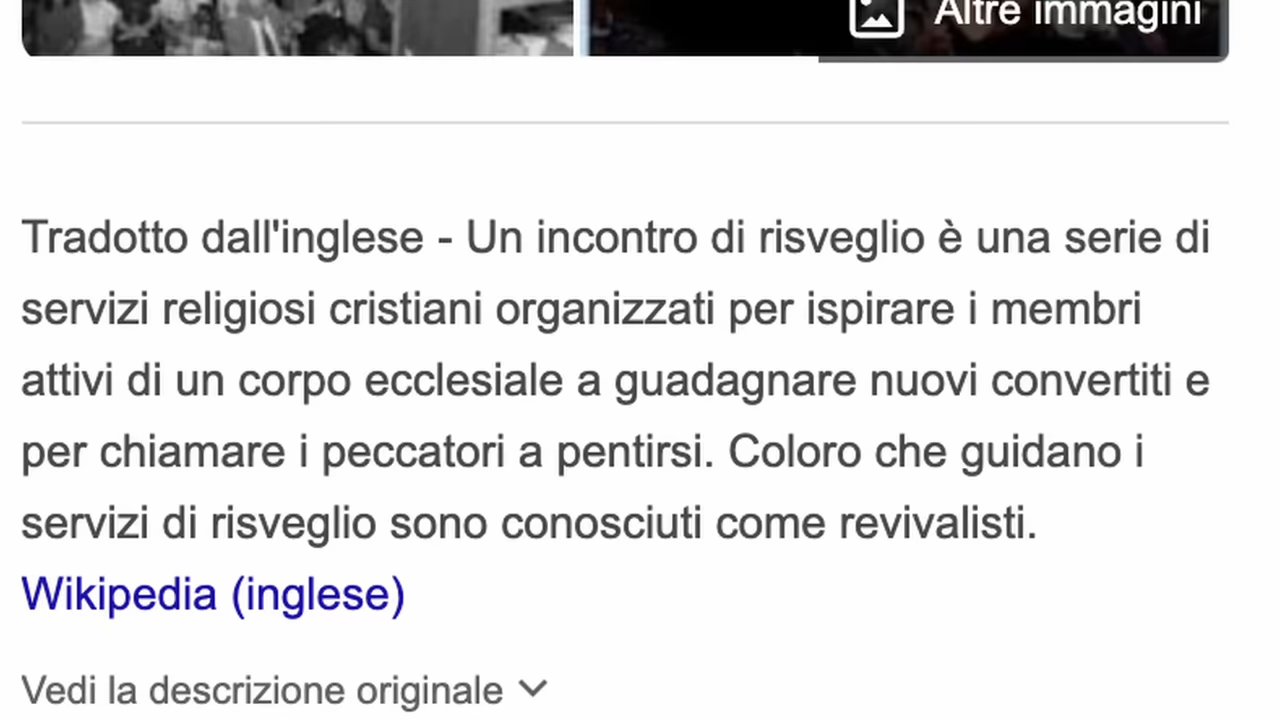 Altre immagini
Tradotto dall'inglese - Un incontro di risveglio è una serie di
servizi religiosi cristiani organizzati per ispirare i membri
attivi di un corpo ecclesiale a guadagnare nuovi convertiti e
per chiamare i peccatori a pentirsi. Coloro che guidano i
servizi di risveglio sono conosciuti come revivalisti.
Wikipedia (inglese)
Vedi la descrizione originale